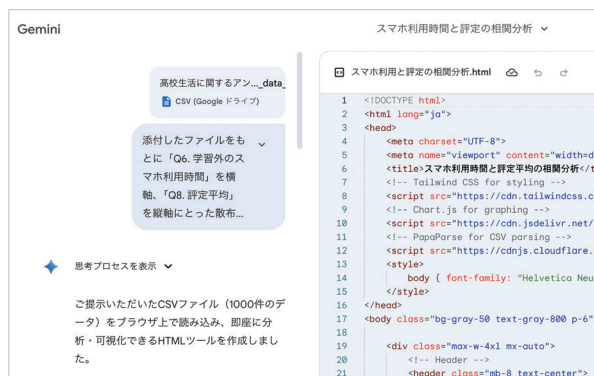 Gemini
スマホ利用時間と評定の相関分析
高校生活に関するアン..._data_
CSV (Google ドライブ)
添付したファイルをも
とに「Q6. 学習外のス
マホ利用時間」を横
軸、「Q8. 評定平均」
を縦軸にとった散布...
思考プロセスを表示
ご提示いただいたCSVファイル（1000件のデ
ータ）をブラウザ上で読み込み、即座に分
析・可視化できるHTMLツールを作成しまし
た。
スマホ利用と評定の相関分析.html
1 <!DOCTYPE html>
2 <html lang="ja">
3 <head>
4 <meta charset="UTF-8">
5 <meta name="viewport" content="width=d
6 <title>スマホ利用時間と評定平均の相関分析</t
7 <!-- Tailwind CSS for styling -->
8 <script src="https://cdn.tailwindcss.c
9 <!-- Chart.js for graphing -->
10 <script src="https://cdn.jsdelivr.net/
11 <!-- PapaParse for CSV parsing -->
12 <script src="https://cdnjs.cloudflare.
13 <style>
14 body { font-family: "Helvetica Neu
15 </style>
16 </head>
17 <body class="bg-gray-50 text-gray-800 p-6"
18
19 <div class="max-w-4xl mx-auto">
20 <!-- Header -->
21 <header class="mb-8 text-center">